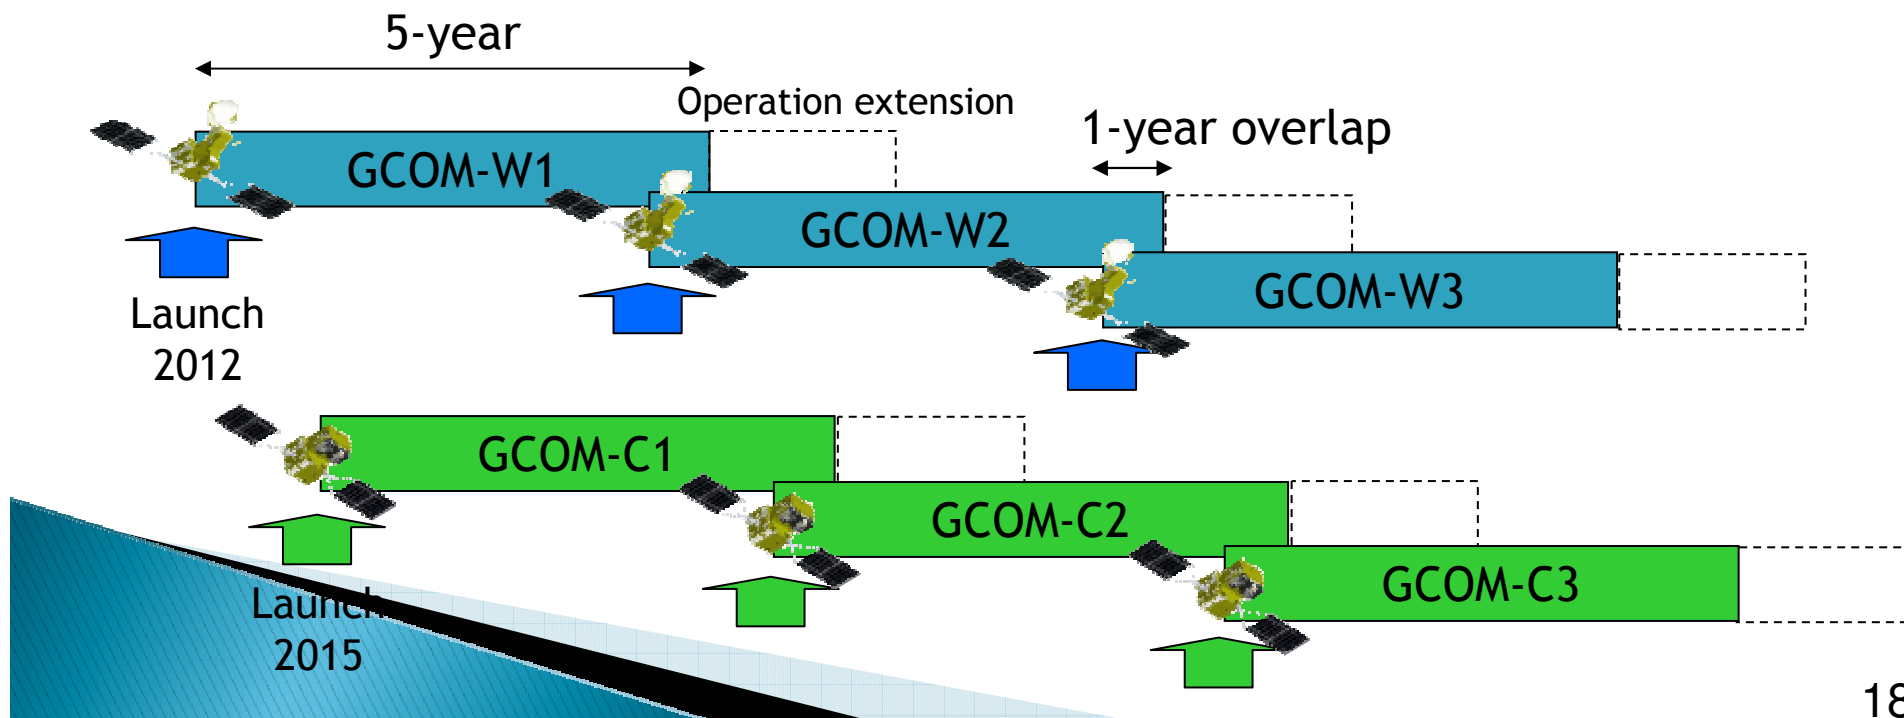 5-year
Operation extension
1-year overlap
GCOM-W1
GCOM-W2
GCOM-W3
Launch
2012
GCOM-C1
GCOM-C2
GCOM-C3
Launch
2015
18